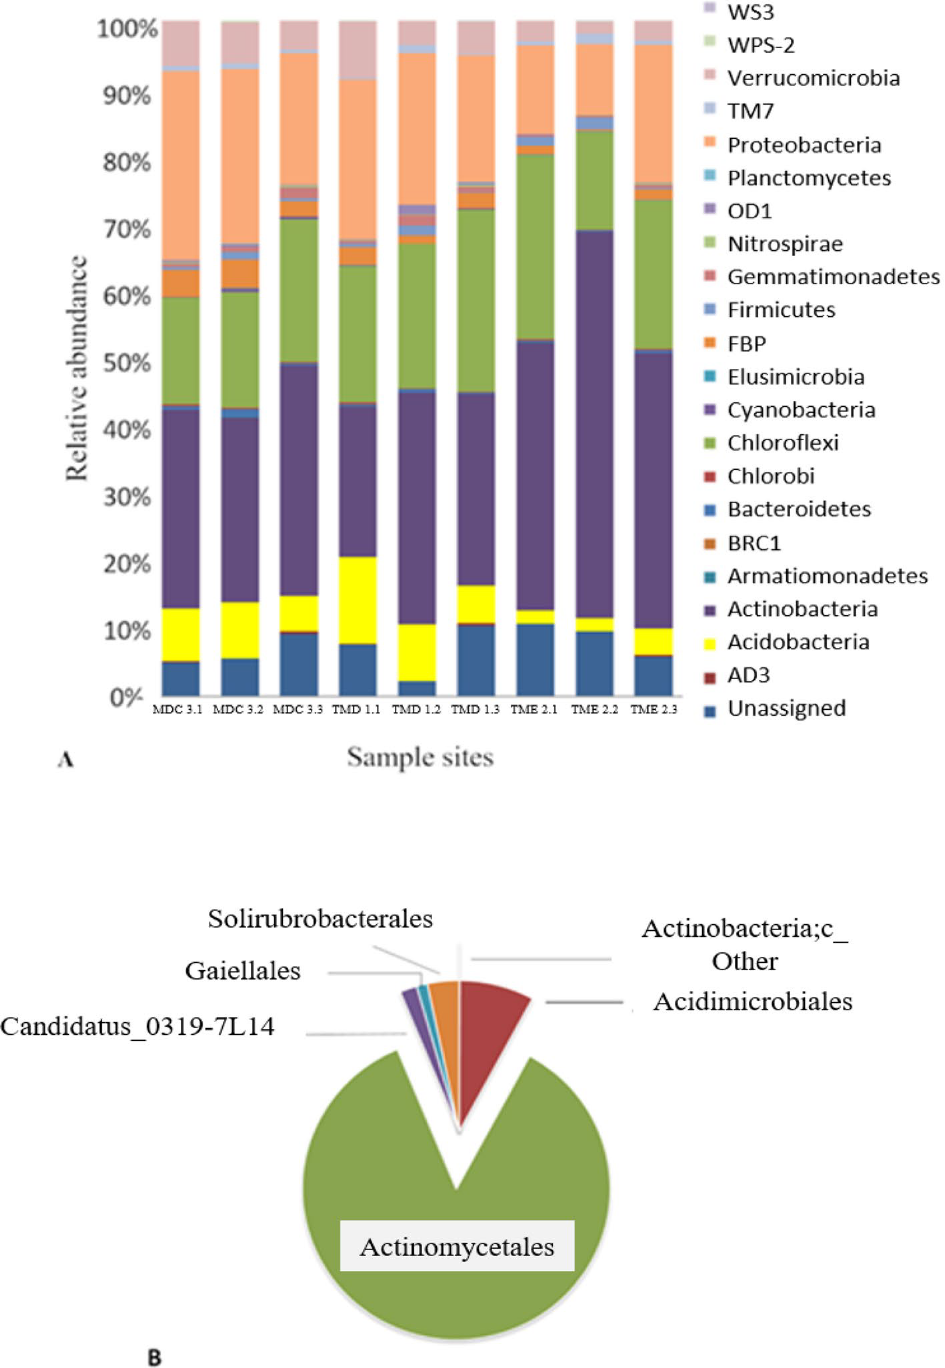 100%
90%
80%
70%
60%
50%
40%
30%
20%
10%
0%
Relative abundance
MDC 3.1 MDC 3.2 MDC 3.3 TMD 1.1 TMD 1.2 TMD 1.3 TME 2.1 TME 2.2 TME 2.3
Sample sites
A
WS3
WPS-2
Verrucomicrobia
TM7
Proteobacteria
Planctomycetes
OD1
Nitrospirae
Gemmatimonadetes
Firmicutes
FBP
Elusimicrobia
Cyanobacteria
Chloroflexi
Chlorobi
Bacteroidetes
BRC1
Armatiomonadetes
Actinobacteria
Acidobacteria
AD3
Unassigned
Solirubrobacterales
Gaiellales
Candidatus_0319-7L14
Actinobacteria;c_
Other
Acidimicrobiales
Actinomycetales
B